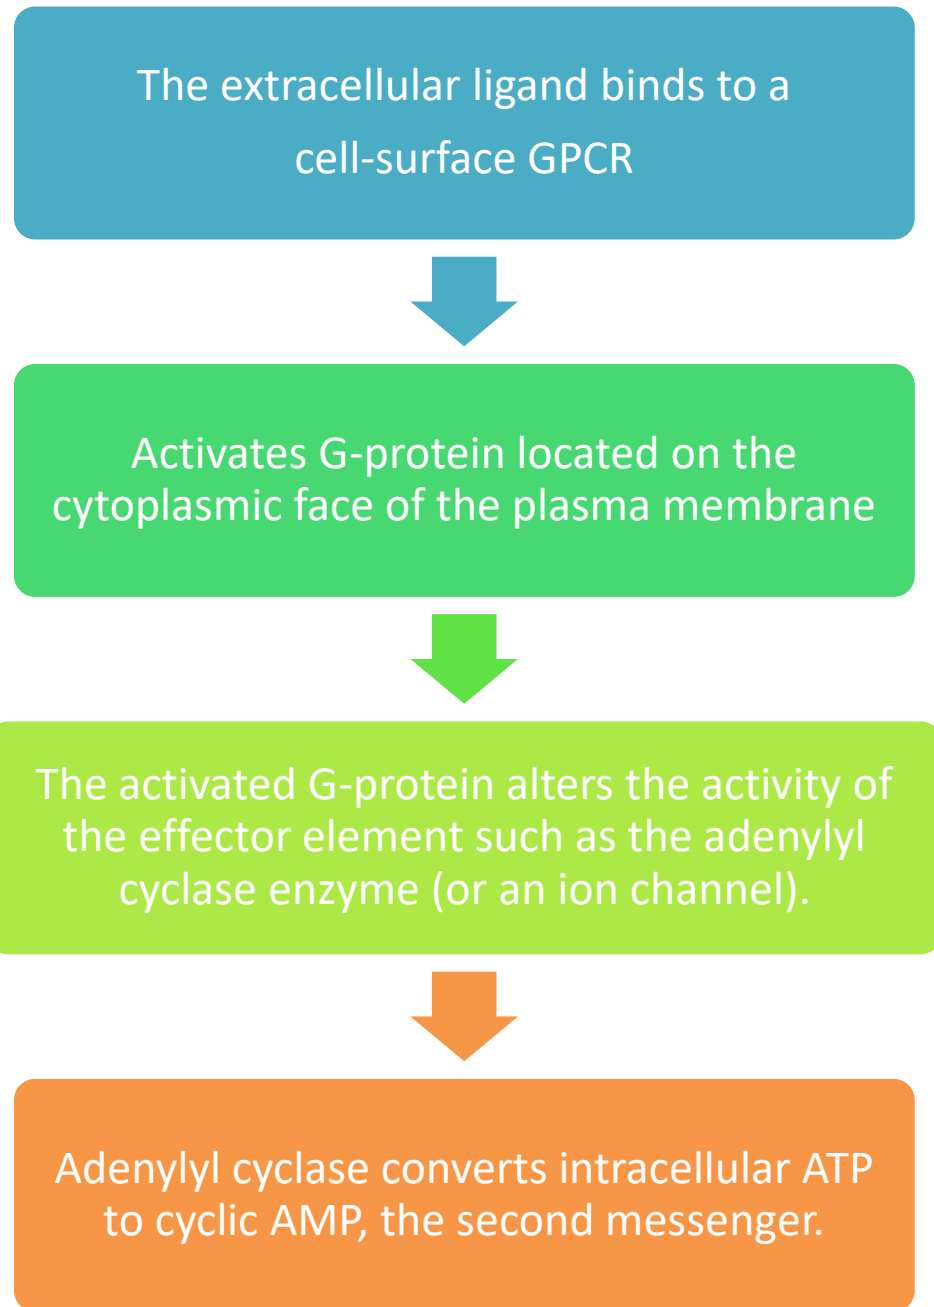 The extracellular ligand binds to a
cell-surface GPCR
Activates G-protein located on the
cytoplasmic face of the plasma membrane
The activated G-protein alters the activity of
the effector element such as the adenylyl
cyclase enzyme (or an ion channel).
Adenylyl cyclase converts intracellular ATP
to cyclic AMP, the second messenger.